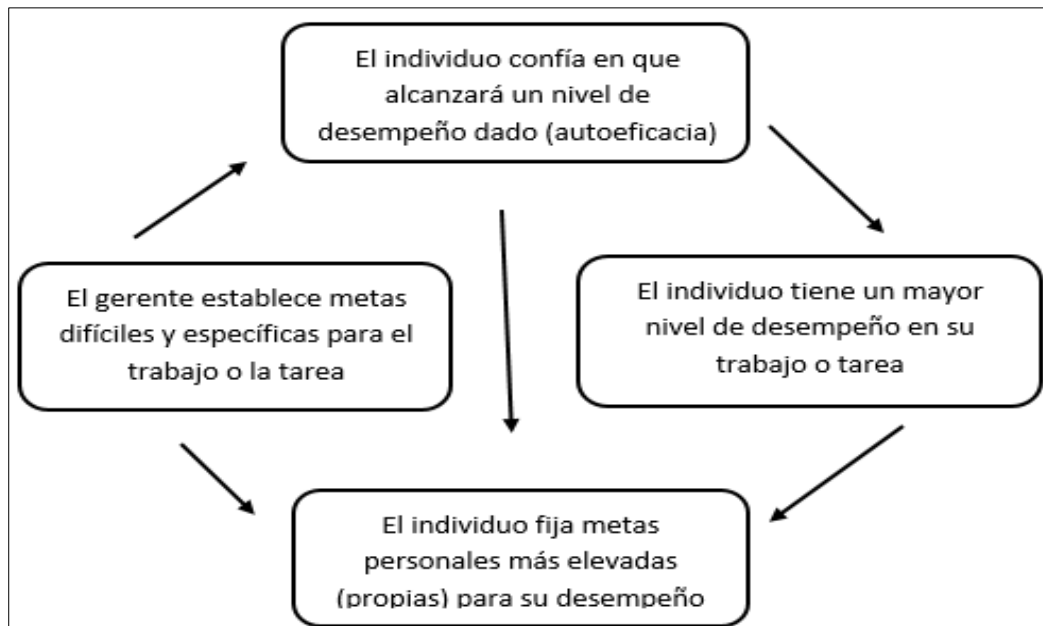 El individuo confía en que
alcanzará un nivel de
desempeño dado (autoeficacia)
El gerente establece metas
difíciles y específicas para el
trabajo o la tarea
El individuo tiene un mayor
nivel de desempeño en su
trabajo o tarea
El individuo fija metas
personales más elevadas
(propias) para su desempeño